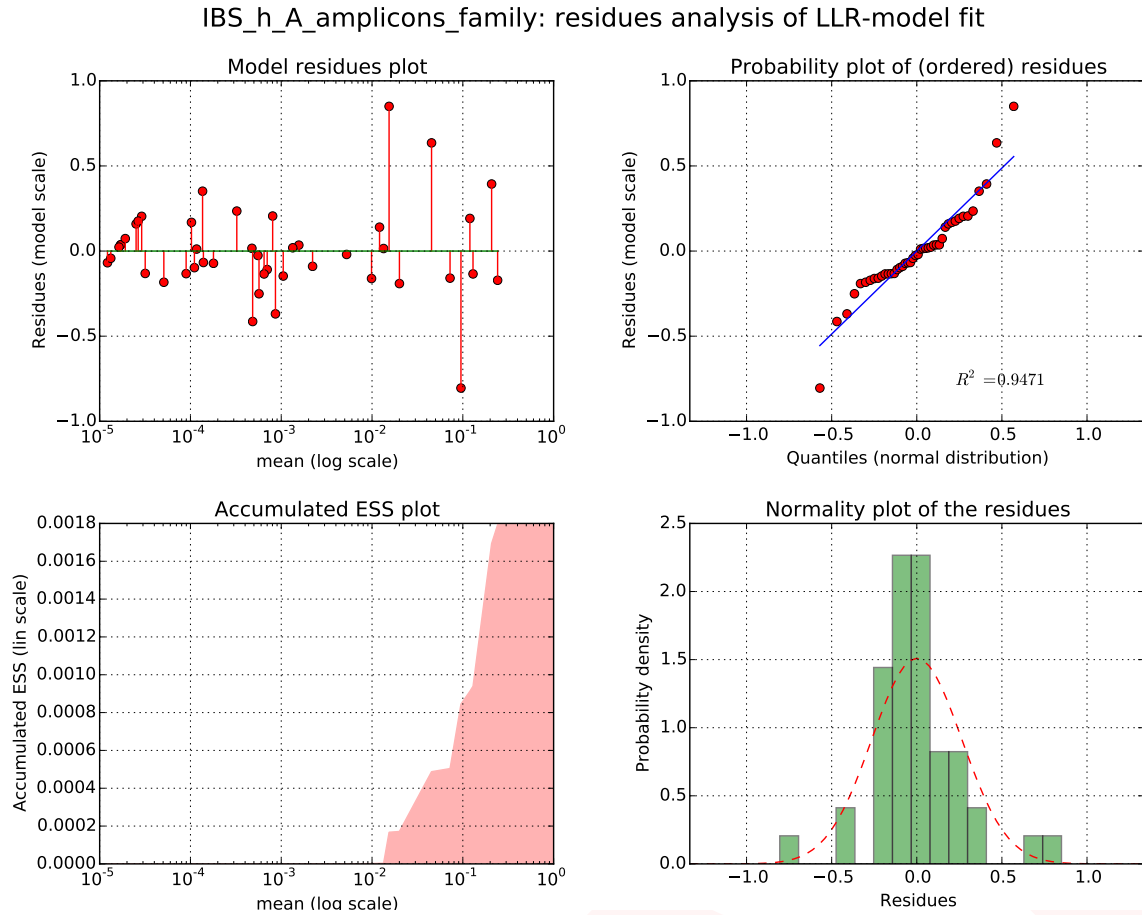 IBS_h_A_amplicons_family: residues analysis of LLR-model fit
Model residues plot
1.0
0.5
0.0
−0.5
−1.0
Residues (model scale)
10^-5 10^-4 10^-3 10^-2 10^-1 10^0
mean (log scale)
Probability plot of (ordered) residues
1.0
0.5
0.0
−0.5
−1.0
Residues (model scale)
R^2 =0.9471
−1.0 −0.5 0.0 0.5 1.0
Quantiles (normal distribution)
Accumulated ESS plot
0.0018
0.0016
0.0014
0.0012
0.0010
0.0008
0.0006
0.0004
0.0002
0.0000
Accumulated ESS (lin scale)
10^-5 10^-4 10^-3 10^-2 10^-1 10^0
mean (log scale)
Normality plot of the residues
2.5
2.0
1.5
1.0
0.5
0.0
Probability density
−1.0 −0.5 0.0 0.5 1.0
Residues